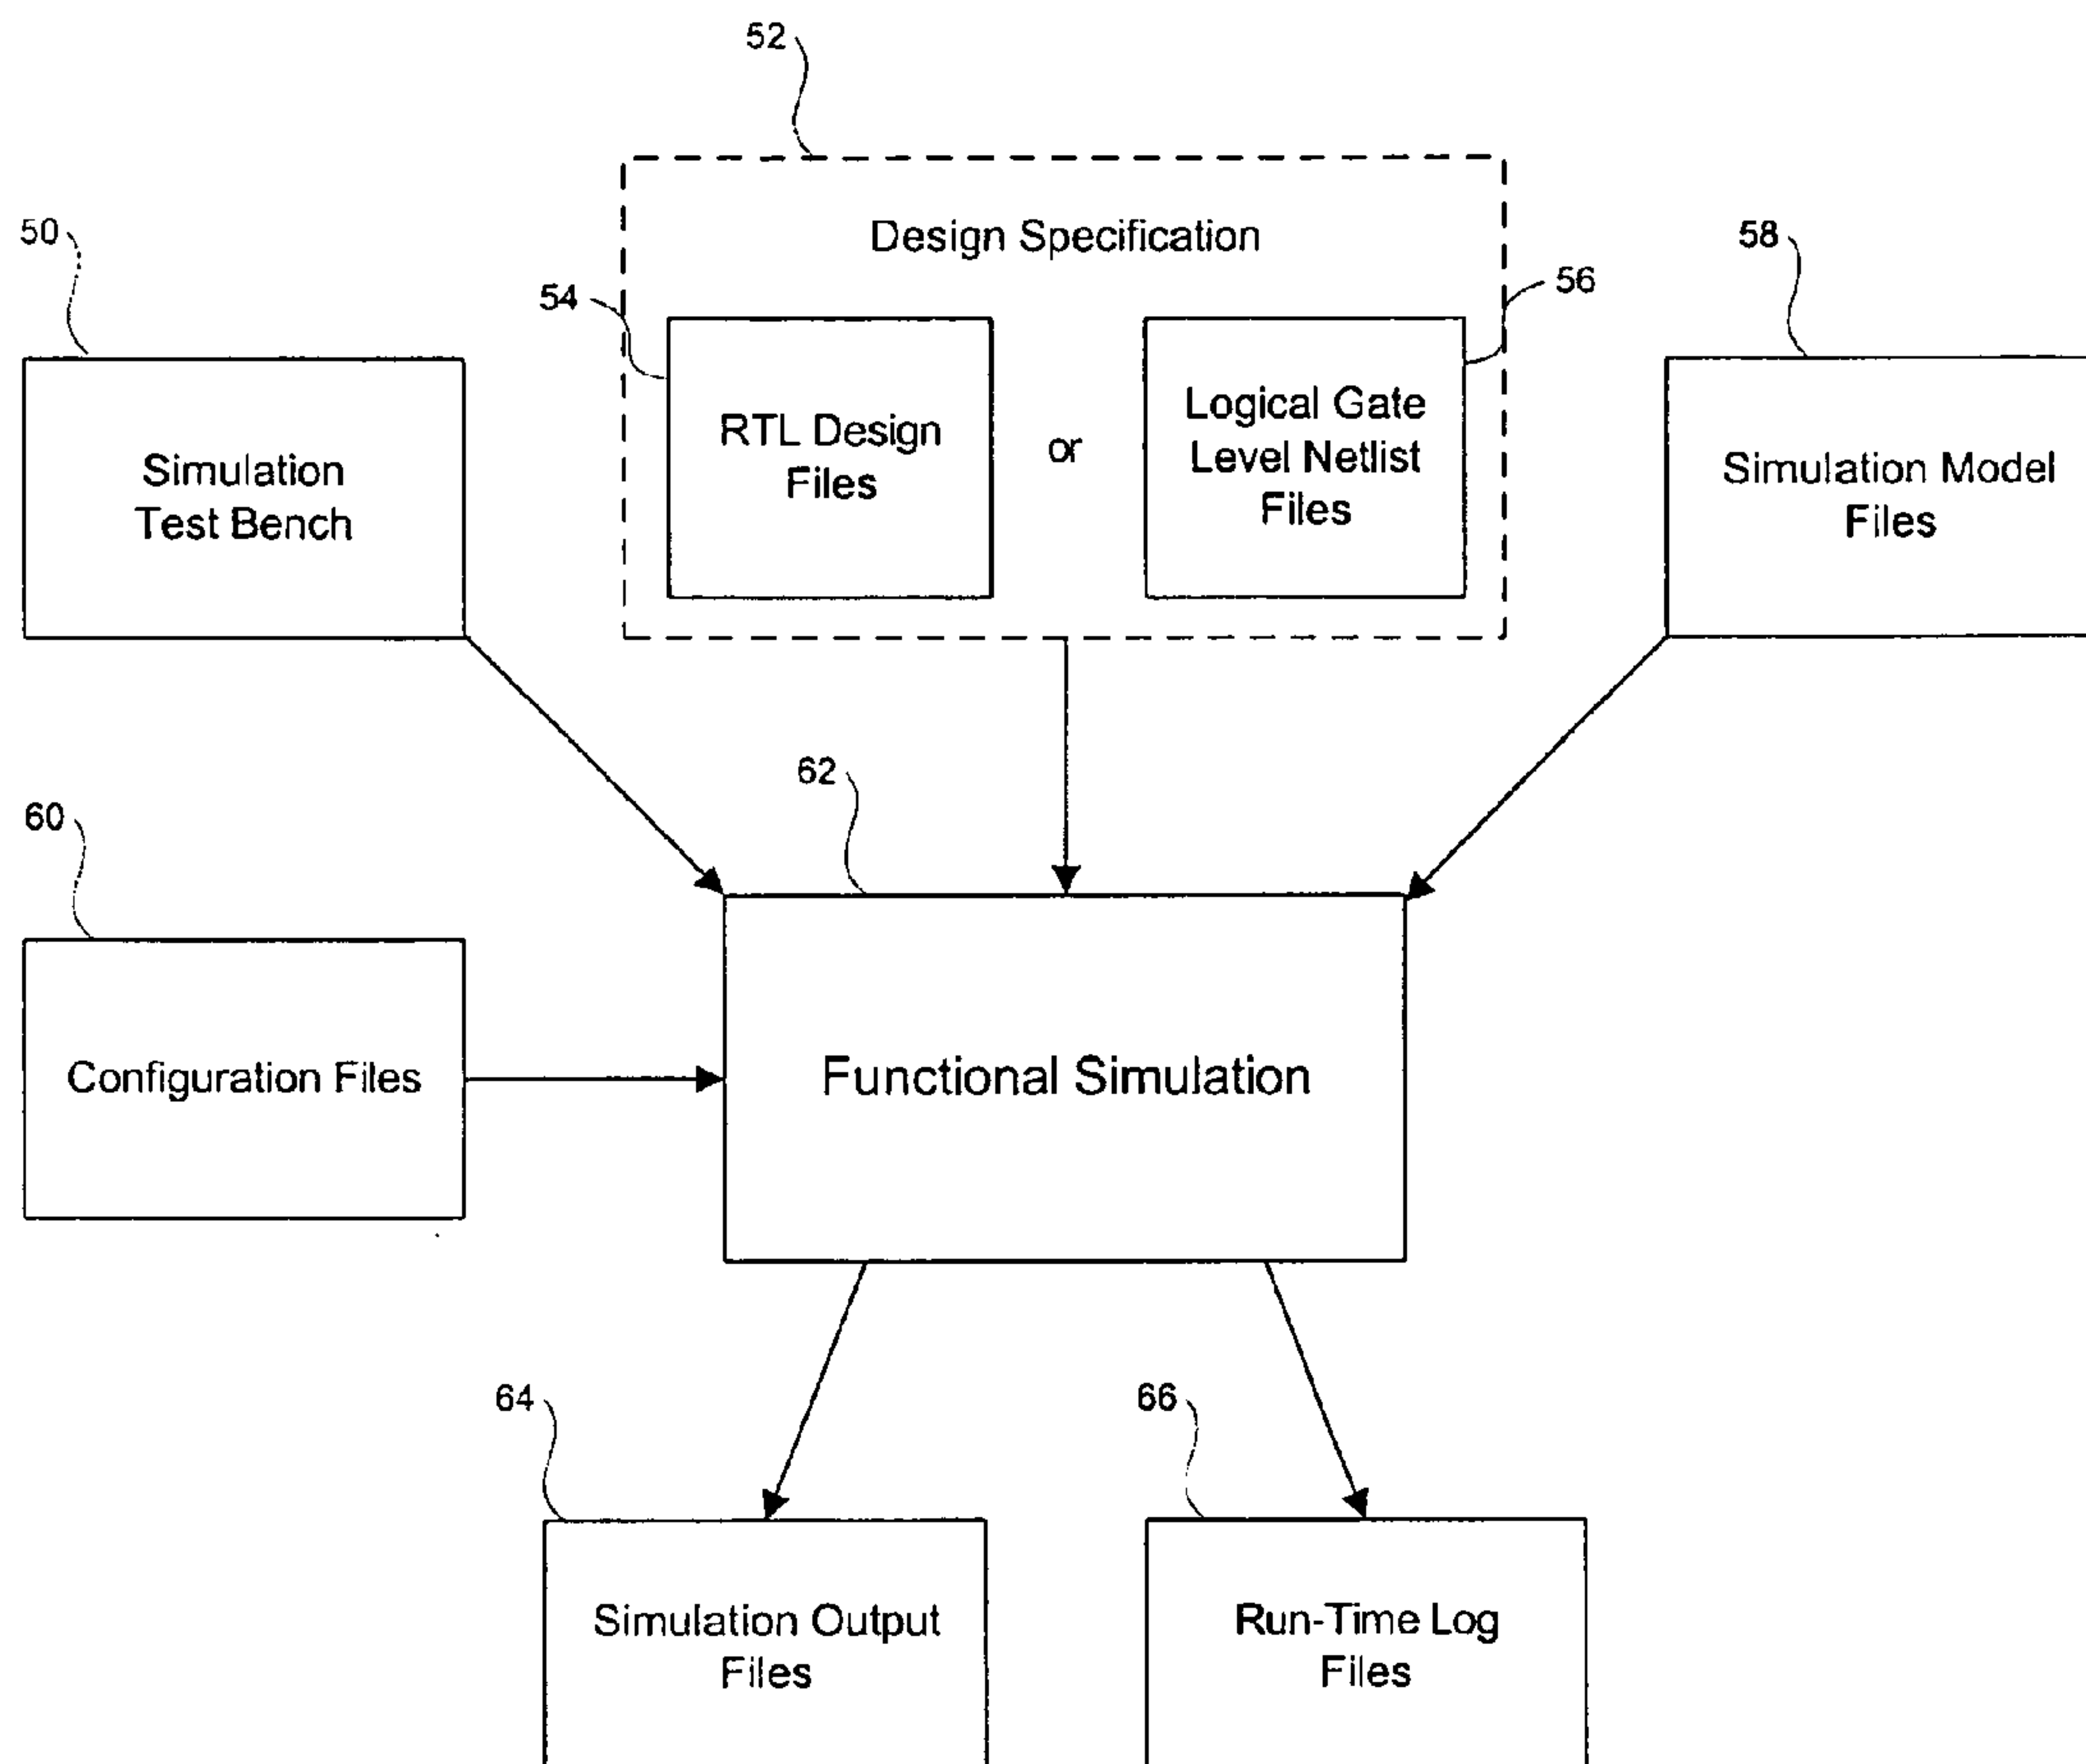 52
Design Specification
50
58
54
56
RTL Design
Files
or
Logical Gate
Level Netlist
Files
Simulation
Test Bench
Simulation Model
Files
62
60
Configuration Files
Functional Simulation
64
66
Simulation Output
Files
Run-Time Log
Files